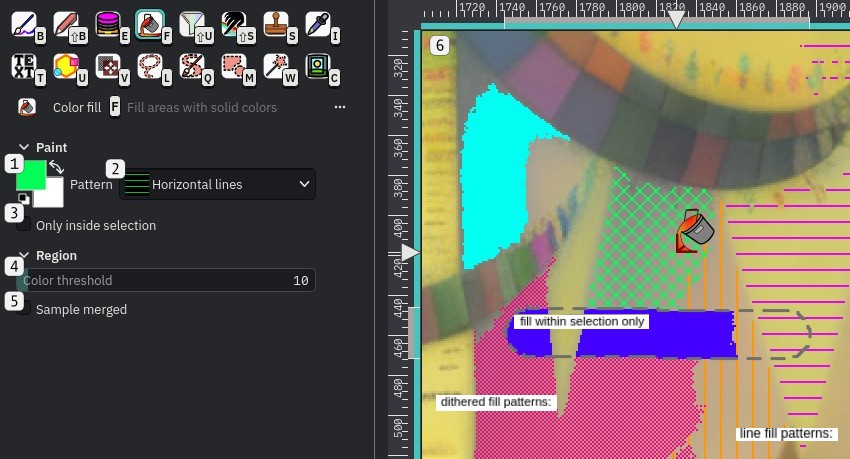 1720 1740 1760 1780 1800 1820 1840 1860 1880 1900
B ⇧B E F ⇧U ⇧S S I
TEXT
T U V L Q M W C
Color fill F Fill areas with solid colors ...
Paint
1
2
Pattern Horizontal lines
3
Only inside selection
Region
4
Color threshold 10
5
Sample merged
6
320
340
360
380
400
420
440
460
480
500
fill within selection only
dithered fill patterns:
line fill patterns: